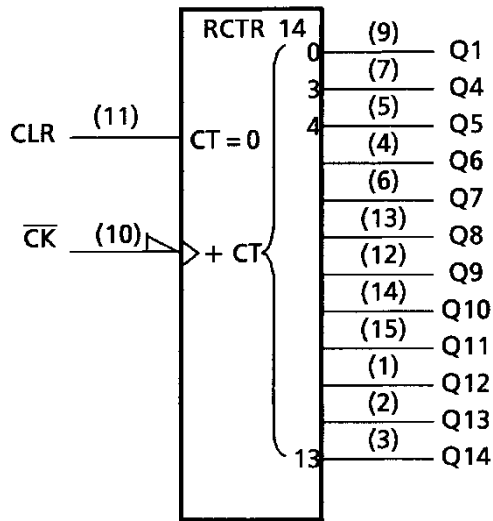 RCTR 14
0 (9) Q1
3 (7) Q4
4 (5) Q5
CLR (11) CT = 0
(4) Q6
(6) Q7
C̅K̅ (10) + CT
(13) Q8
(12) Q9
(14) Q10
(15) Q11
(1) Q12
(2) Q13
13 (3) Q14